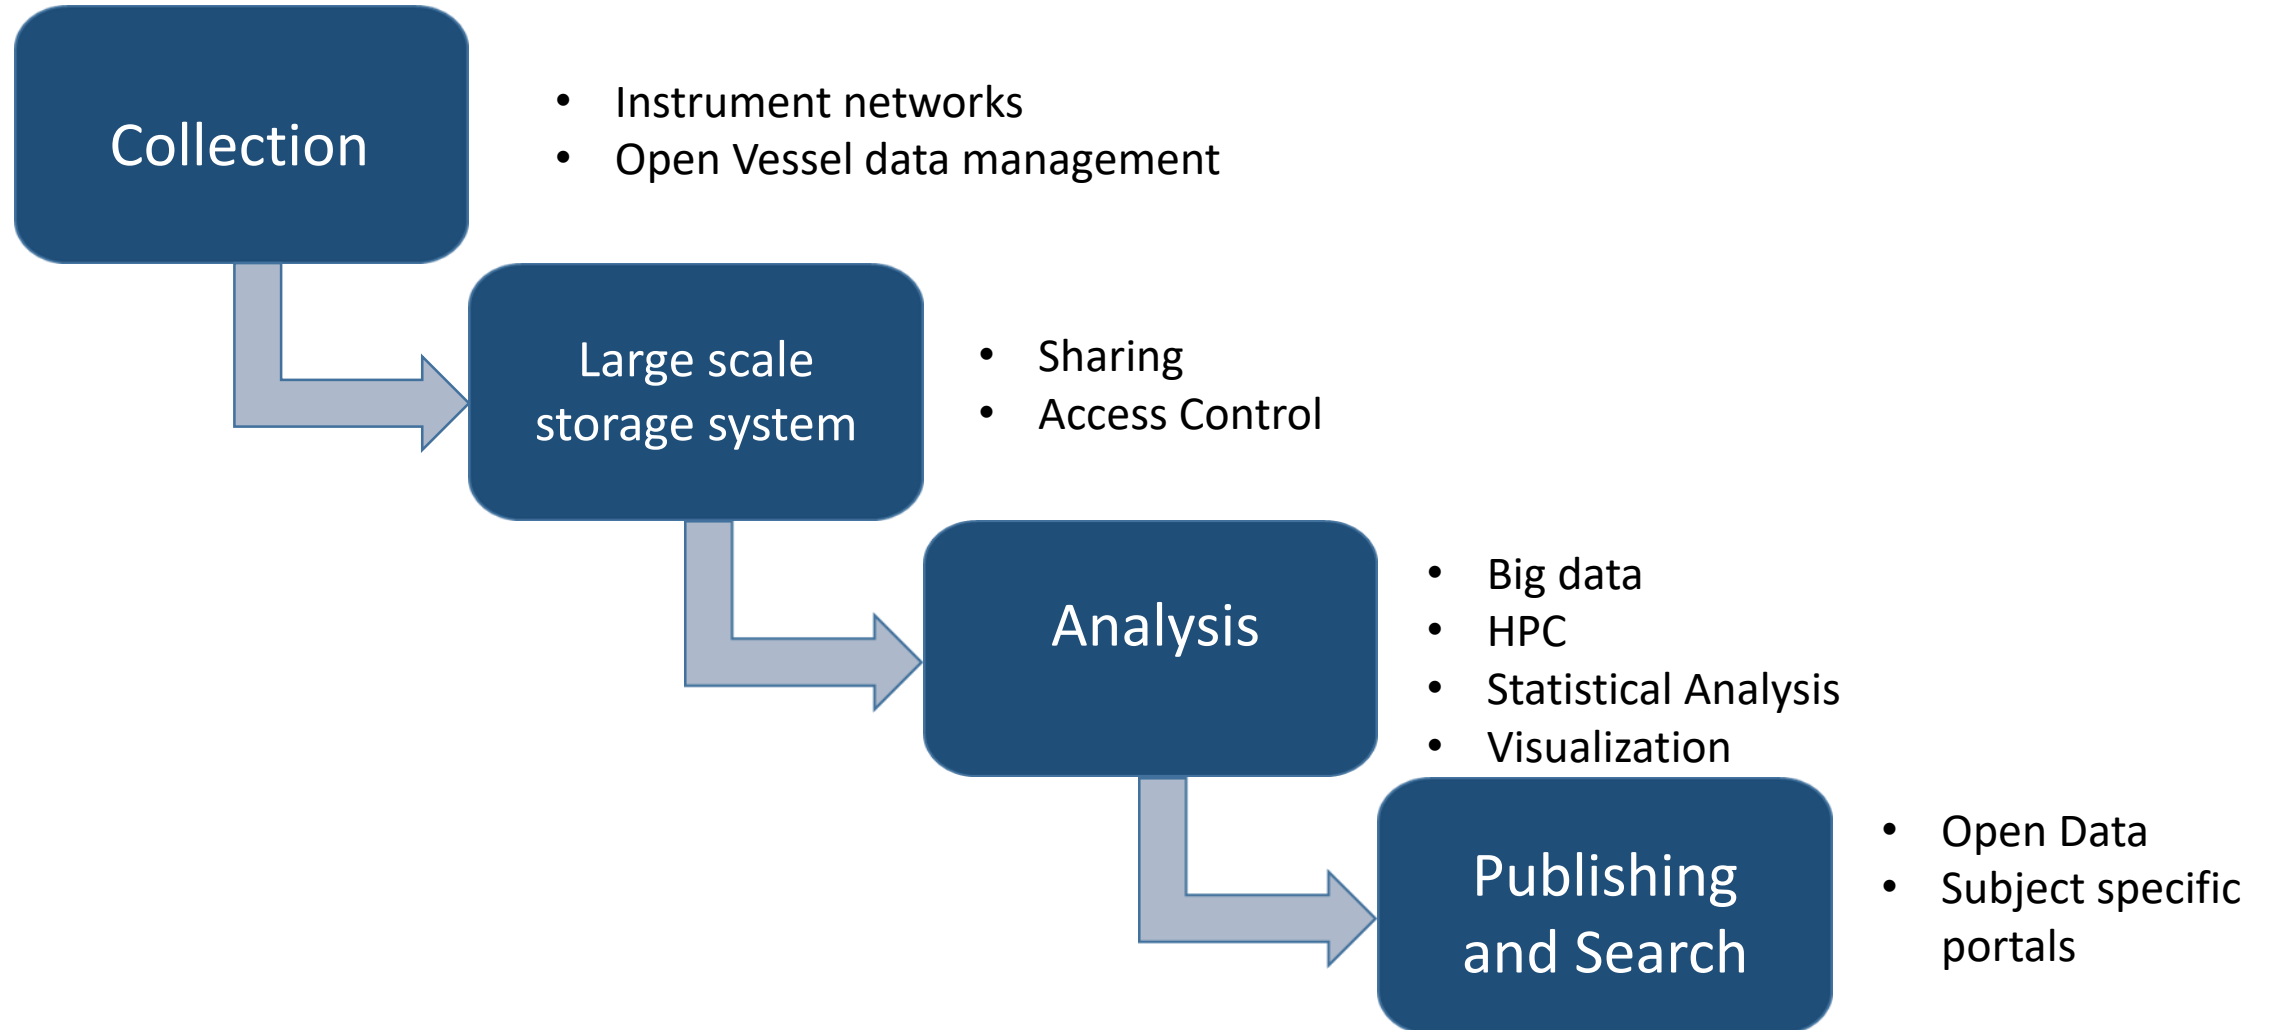 Collection
• Instrument networks
• Open Vessel data management
Large scale
storage system
• Sharing
• Access Control
Analysis
• Big data
• HPC
• Statistical Analysis
• Visualization
Publishing
and Search
• Open Data
• Subject specific
portals